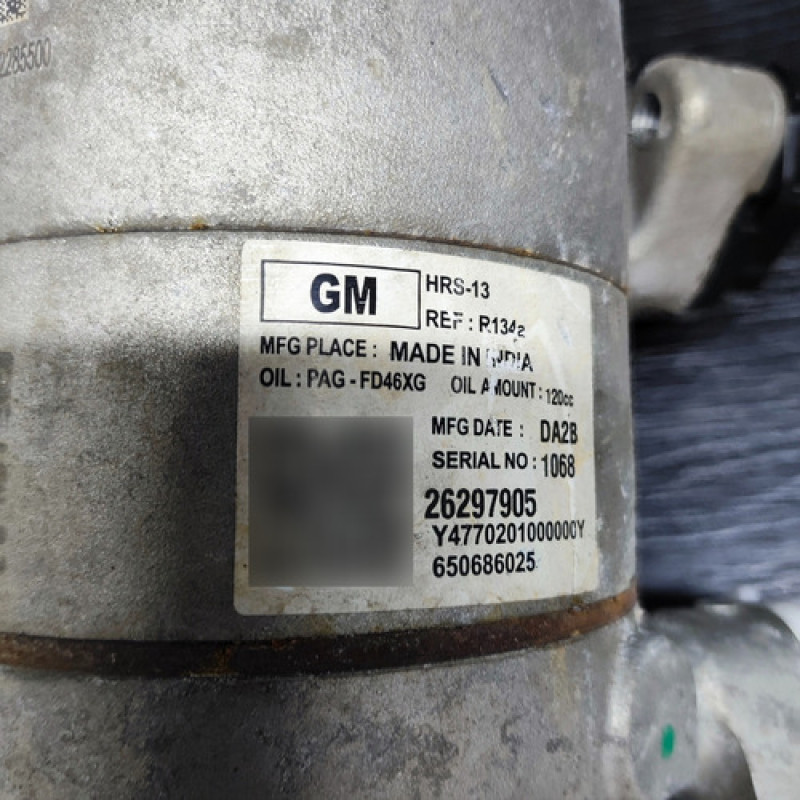 2285500
GM
HRS-13
REF : R134a
MFG PLACE : MADE IN INDIA
OIL : PAG - FD46XG OIL AMOUNT : 120cc
MFG DATE : DA2B
SERIAL NO : 1068
26297905
Y4770201000000Y
650686025